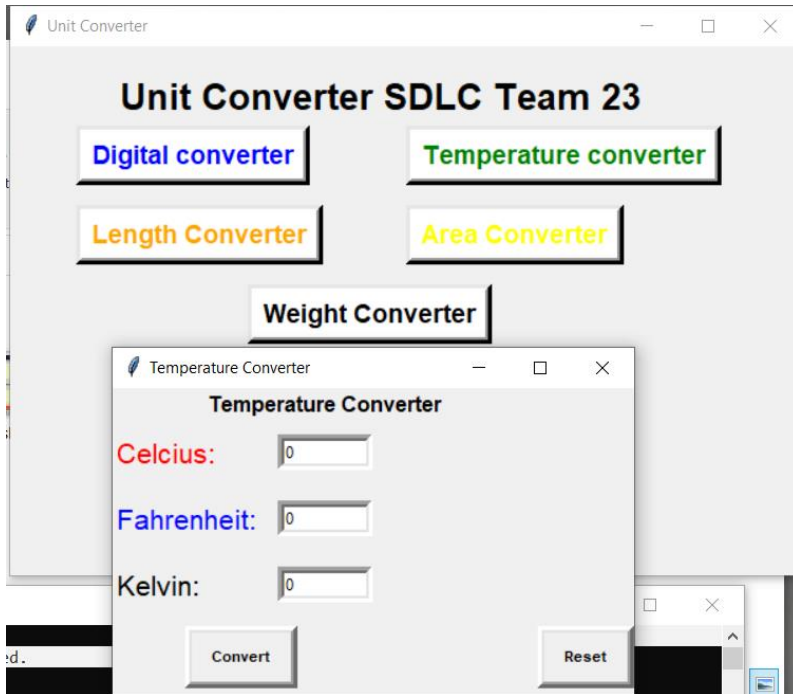 Unit Converter
Unit Converter SDLC Team 23
Digital converter
Temperature converter
Length Converter
Area Converter
Weight Converter
Temperature Converter
Temperature Converter
Celcius:
0
Fahrenheit:
0
Kelvin:
0
Convert
Reset
ed.